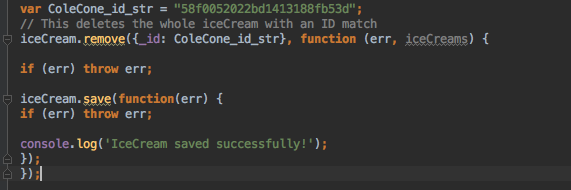 var ColeCone_id_str = "58f0052022bd1413188fb53d";
// This deletes the whole iceCream with an ID match
iceCream.remove({_id: ColeCone_id_str}, function (err, iceCreams) {
if (err) throw err;
iceCream.save(function(err) {
if (err) throw err;
console.log('IceCream saved successfully!');
});
});